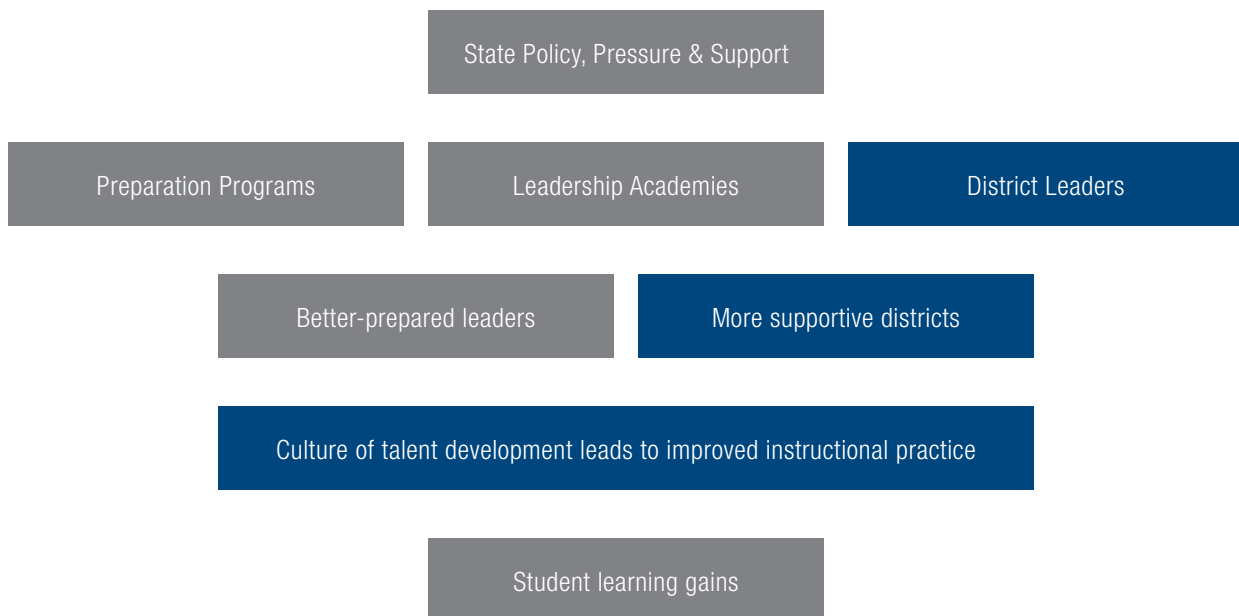 State Policy, Pressure & Support
Preparation Programs
Leadership Academies
District Leaders
Better-prepared leaders
More supportive districts
Culture of talent development leads to improved instructional practice
Student learning gains